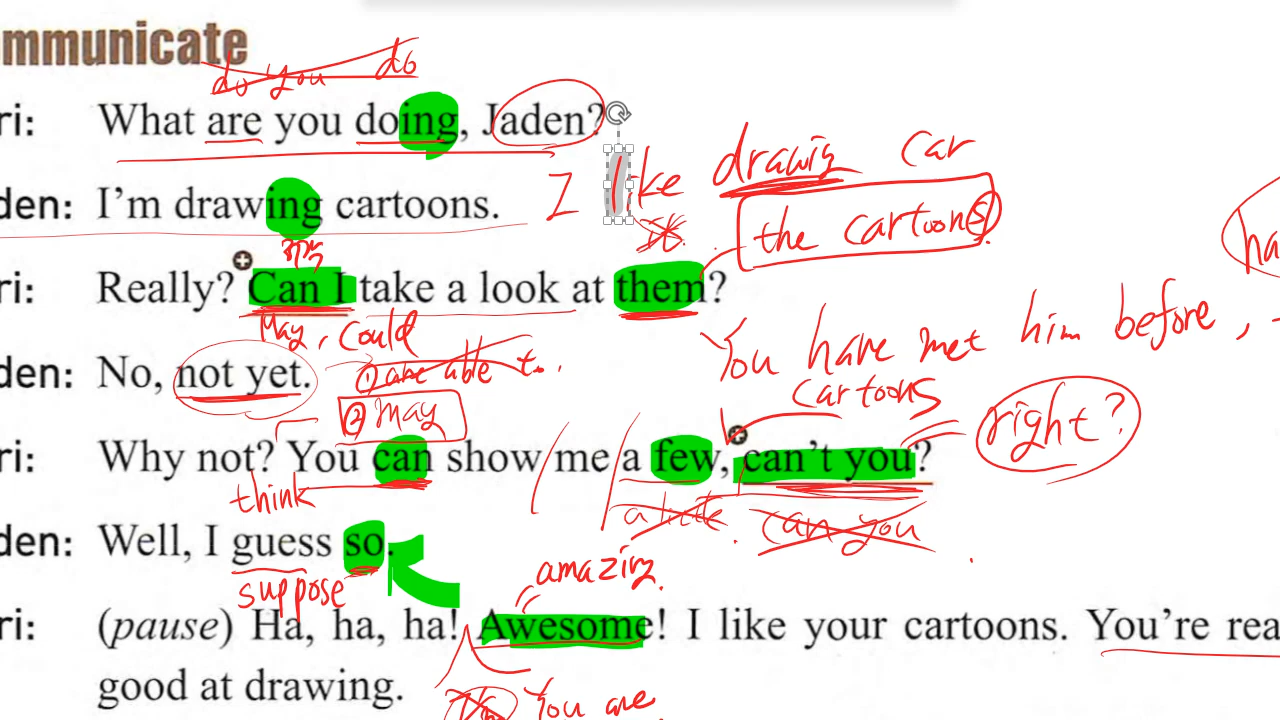 mmunicate
do you do
ri: What are you doing, Jaden?
I like drawing car
den: I'm drawing cartoons.
it the cartoons.
ha
ri: Really? Can I take a look at them?
May, could
You have met him before,
den: No, not yet.
① are able t...
② may
cartoons
right?
ri: Why not? You can show me a few, can't you?
think
a little. can you
den: Well, I guess so.
suppose
amazing.
ri: (pause) Ha, ha, ha! Awesome! I like your cartoons. You're rea
good at drawing.
You are